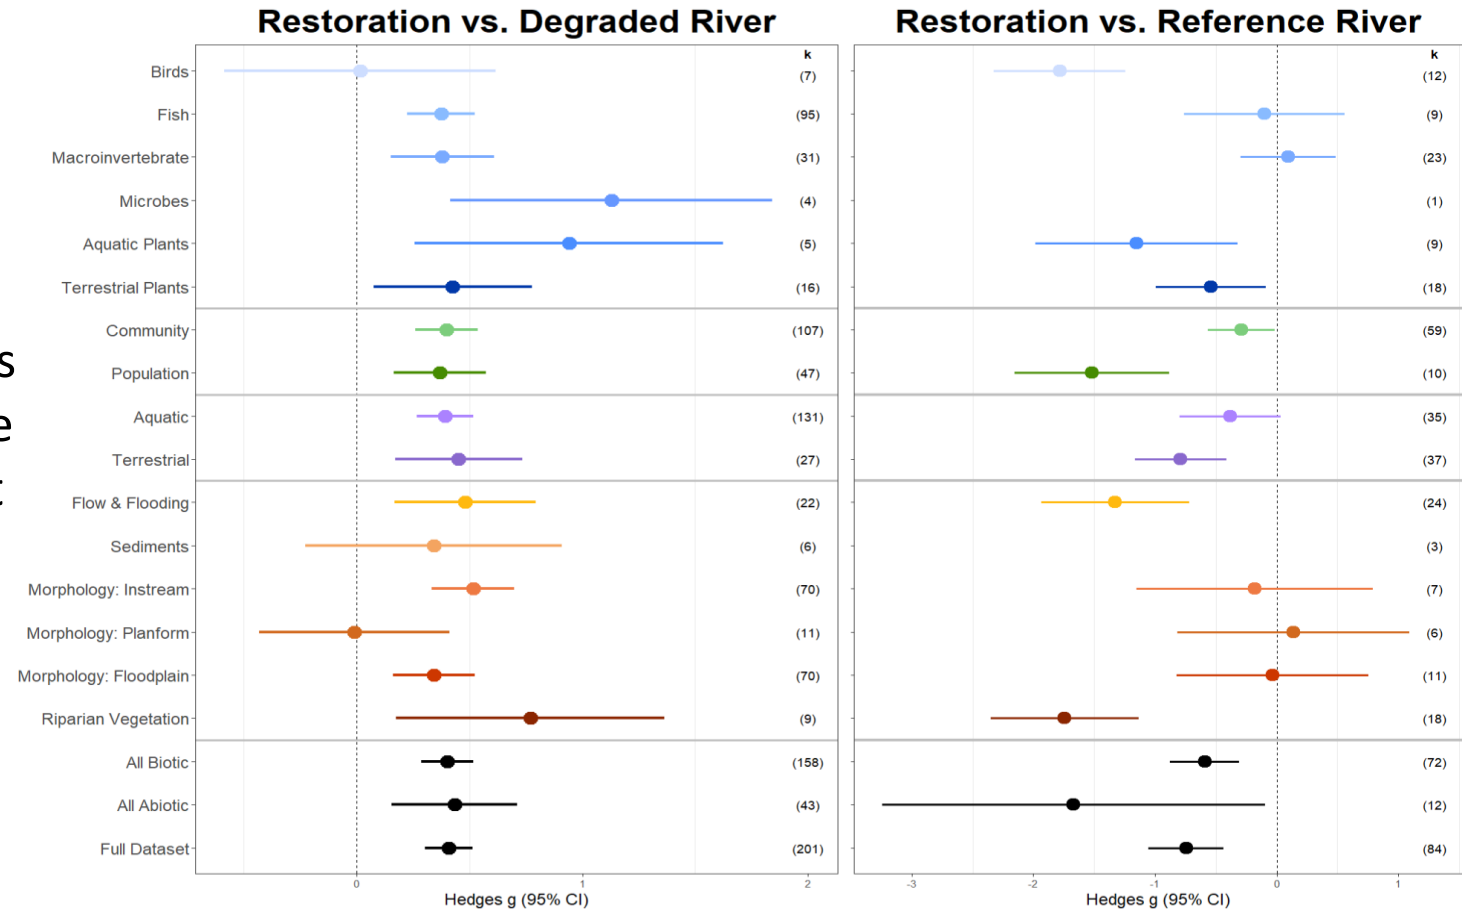 Restoration vs. Degraded River Restoration vs. Reference River
k k
Birds (7) (12)
Fish (95) (9)
Macroinvertebrate (31) (23)
Microbes (4) (1)
Aquatic Plants (5) (9)
Terrestrial Plants (16) (18)
Community (107) (59)
s
Population (47) (10)
Aquatic (131) (35)
e
Terrestrial (27) (37)
t
Flow & Flooding (22) (24)
Sediments (6) (3)
Morphology: Instream (70) (7)
Morphology: Planform (11) (6)
Morphology: Floodplain (70) (11)
Riparian Vegetation (9) (18)
All Biotic (158) (72)
All Abiotic (43) (12)
Full Dataset (201) (84)
0 1 2 -3 -2 -1 0 1
Hedges g (95% CI) Hedges g (95% CI)